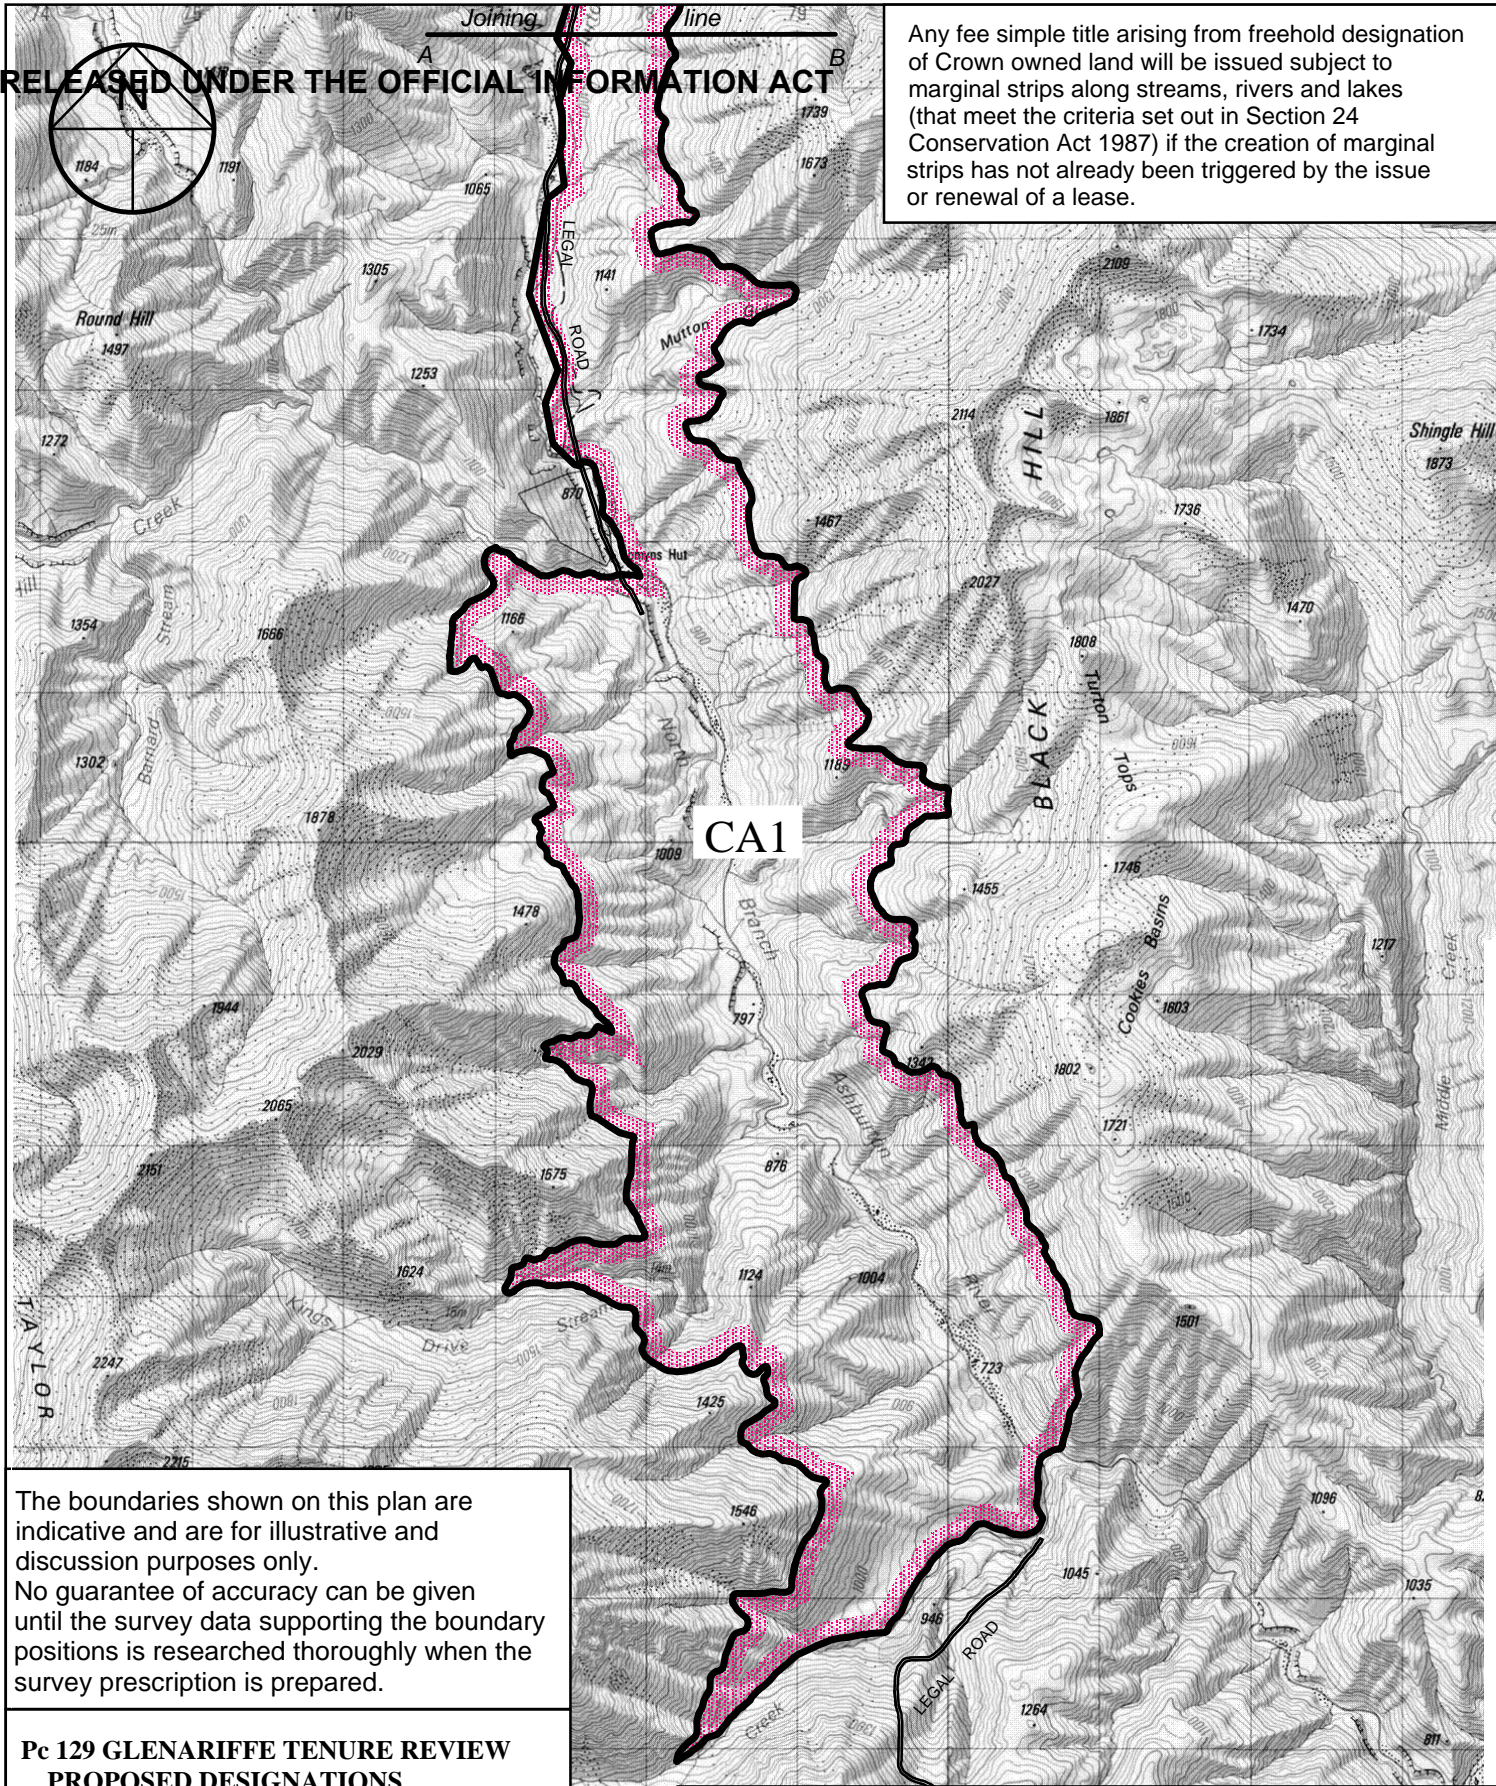 74 75 76 78 79
Joining line
A B
RELEASED UNDER THE OFFICIAL INFORMATION ACT
N
Any fee simple title arising from freehold designation
of Crown owned land will be issued subject to
marginal strips along streams, rivers and lakes
(that meet the criteria set out in Section 24
Conservation Act 1987) if the creation of marginal
strips has not already been triggered by the issue
or renewal of a lease.
1739
1673
1184
1191
1065
LEGAL
ROAD
1305
1141
2109
Round Hill
1497
Mutton
1734
1253
2114
1861
HILL
1272
Shingle Hill
1873
870
Creek
1467
1736
Hut
2027
1354
Stream
1666
1166
1470
1808
Turton
Tops
BLACK
North
1302
1189
1878
CA1
1009
1746
1478
1455
Branch
Cookies Basins
1217
Creek
1944
797
1603
2029
1342
1802
Ashburton
Middle
2065
1721
2151
1575
876
1624
1124
1004
River
Kings
Drive
Stream
1501
TAYLOR
2247
723
1425
2215
1546
1096
The boundaries shown on this plan are
indicative and are for illustrative and
discussion purposes only.
No guarantee of accuracy can be given
until the survey data supporting the boundary
positions is researched thoroughly when the
survey prescription is prepared.
1045
1035
946
LEGAL ROAD
Creek
1264
811
Pc 129 GLENARIFFE TENURE REVIEW
PROPOSED DESIGNATIONS